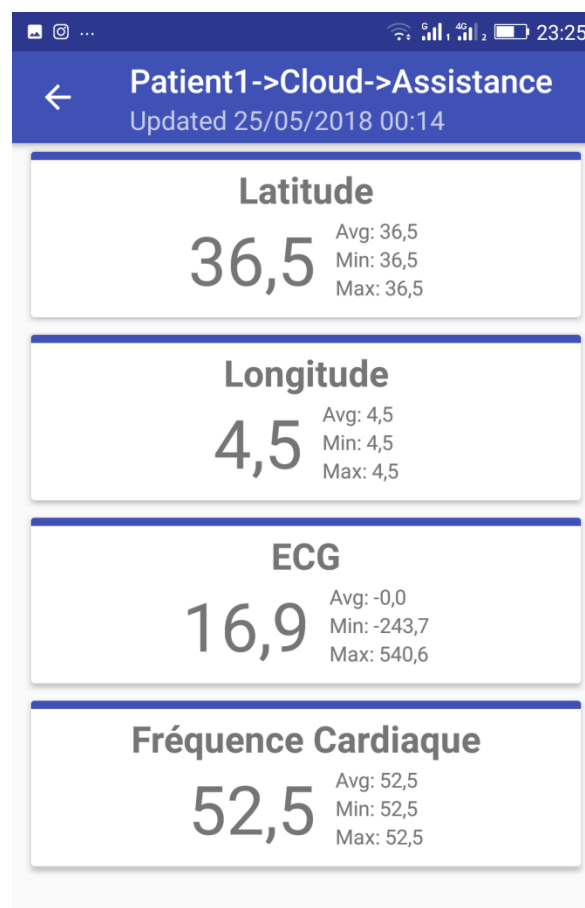 ... G 1 4G 2 23:25
Patient1->Cloud->Assistance
Updated 25/05/2018 00:14
Latitude
36,5
Avg: 36,5
Min: 36,5
Max: 36,5
Longitude
4,5
Avg: 4,5
Min: 4,5
Max: 4,5
ECG
16,9
Avg: -0,0
Min: -243,7
Max: 540,6
Fréquence Cardiaque
52,5
Avg: 52,5
Min: 52,5
Max: 52,5